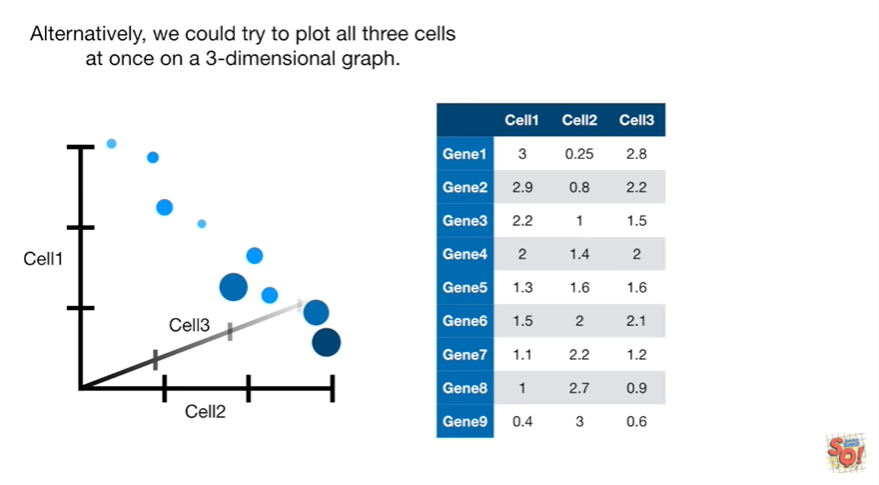 Alternatively, we could try to plot all three cells
at once on a 3-dimensional graph.
Cell1
Cell3
Cell2
Cell1 Cell2 Cell3
Gene1 3 0.25 2.8
Gene2 2.9 0.8 2.2
Gene3 2.2 1 1.5
Gene4 2 1.4 2
Gene5 1.3 1.6 1.6
Gene6 1.5 2 2.1
Gene7 1.1 2.2 1.2
Gene8 1 2.7 0.9
Gene9 0.4 3 0.6
SQ!